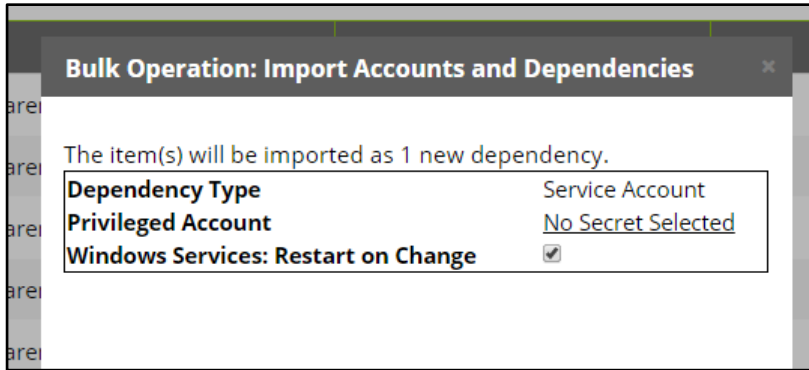 Bulk Operation: Import Accounts and Dependencies ×
The item(s) will be imported as 1 new dependency.
Dependency Type Service Account
Privileged Account No Secret Selected
Windows Services: Restart on Change